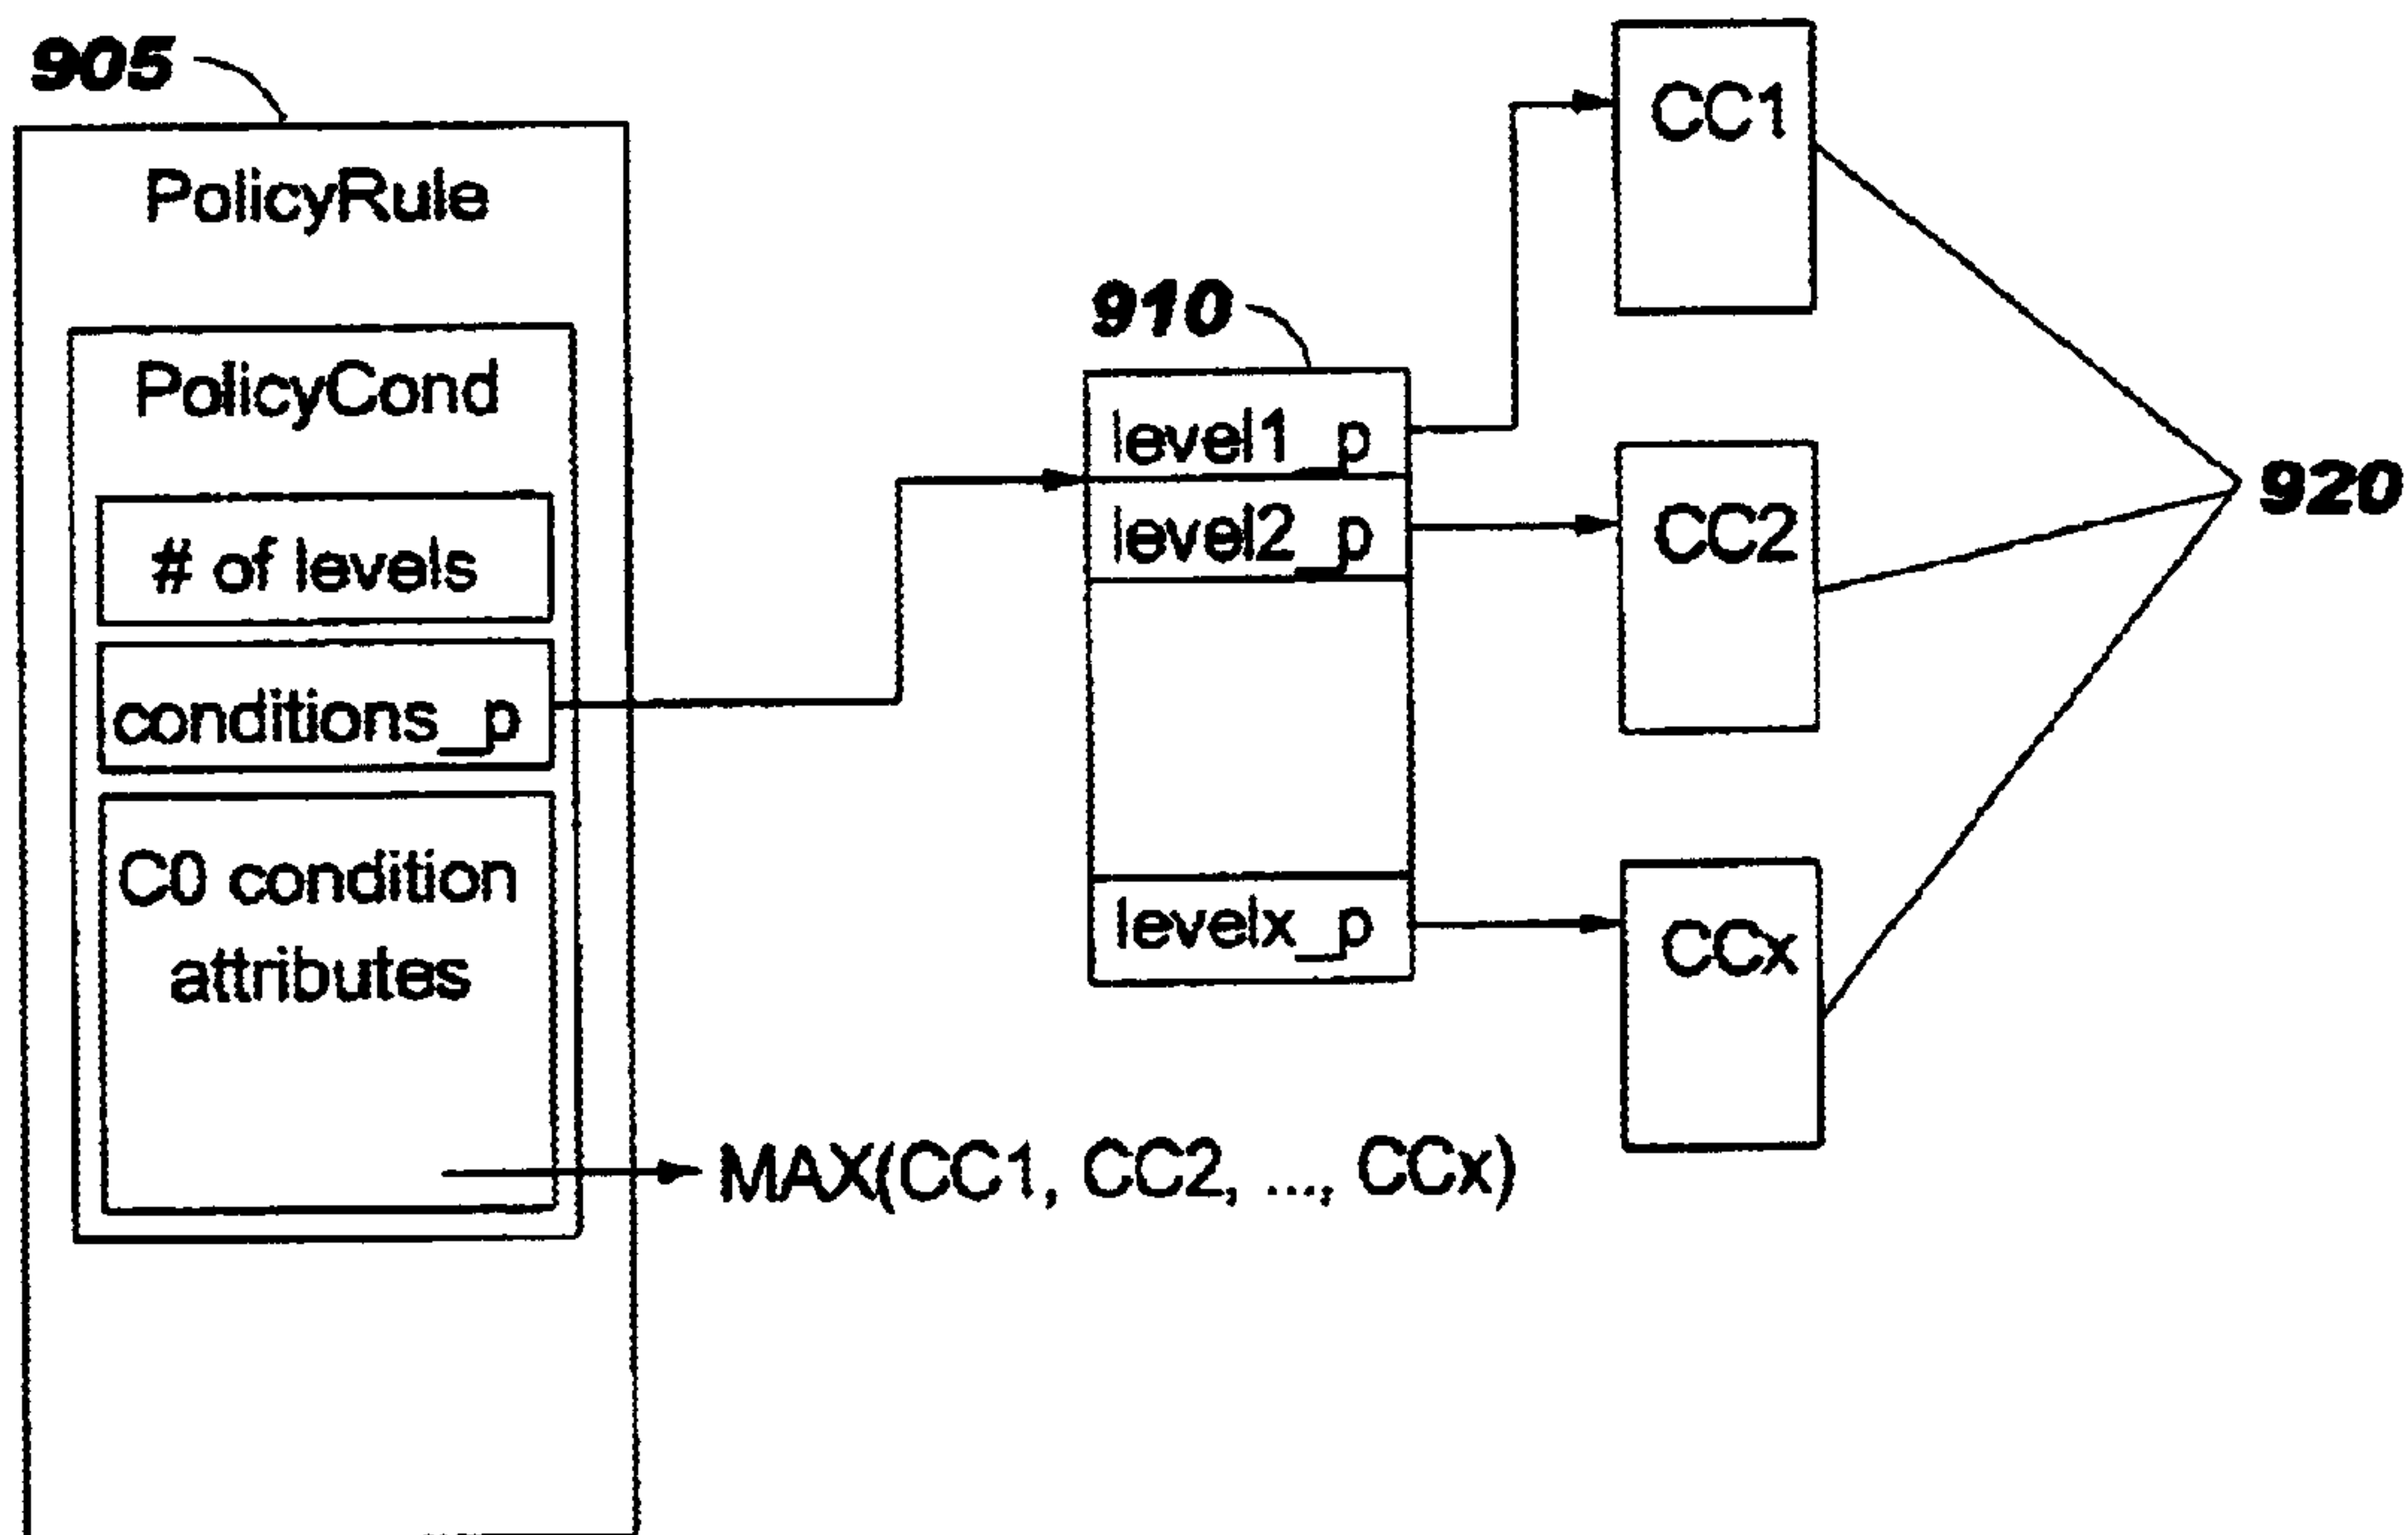 905
PolicyRule
PolicyCond
# of levels
conditions_p
C0 condition
attributes
MAX(CC1, CC2, ..., CCx)
910
level1_p
level2_p
levelx_p
CC1
CC2
CCx
920